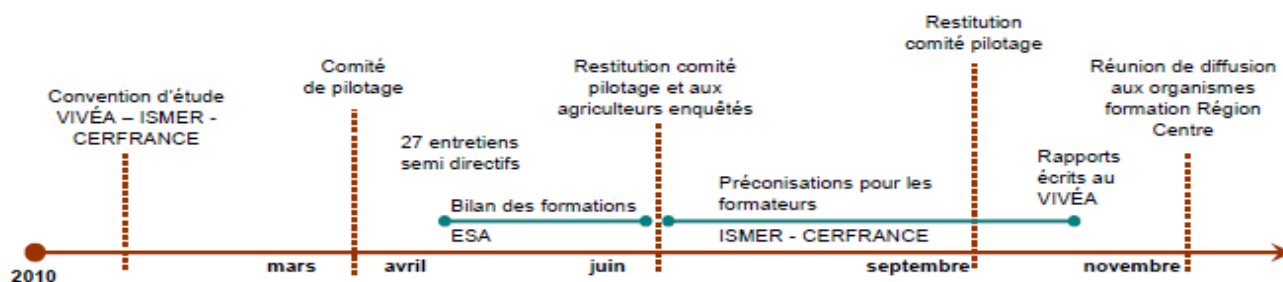 Convention d'étude
VIVÉA – ISMER -
CERFRANCE
Comité
de pilotage
27 entretiens
semi directifs
Bilan des formations
ESA
Restitution comité
pilotage et aux
agriculteurs enquêtés
Préconisations pour les
formateurs
ISMER - CERFRANCE
Restitution
comité pilotage
Rapports
écrits au
VIVÉA
Réunion de diffusion
aux organismes
formation Région
Centre
2010
mars
avril
juin
septembre
novembre